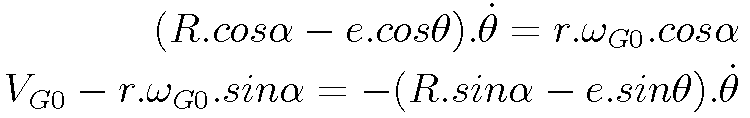 (R.cosα − e.cosθ).θ̇ = r.ω_{G0}.cosα
V_{G0} − r.ω_{G0}.sinα = −(R.sinα − e.sinθ).θ̇